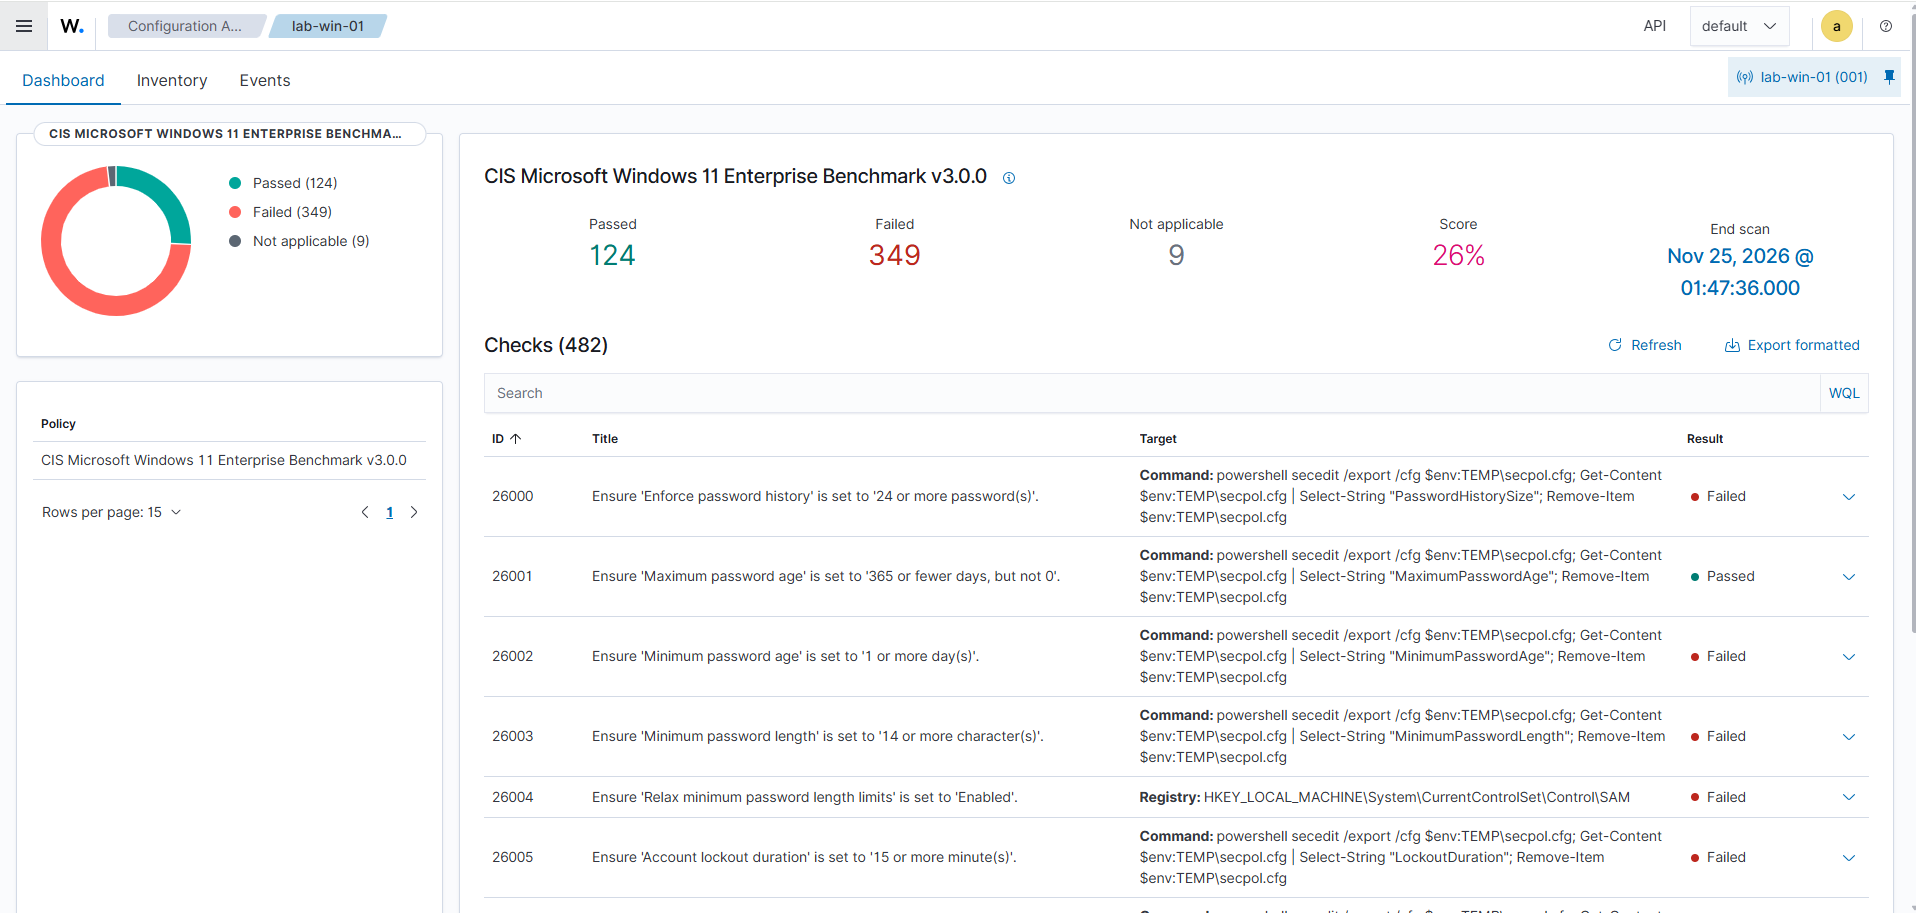 W.
Configuration A...
lab-win-01
API
default
a
Dashboard
Inventory
Events
lab-win-01 (001)
CIS MICROSOFT WINDOWS 11 ENTERPRISE BENCHMA...
Passed (124)
Failed (349)
Not applicable (9)
Policy
CIS Microsoft Windows 11 Enterprise Benchmark v3.0.0
Rows per page: 15
1
CIS Microsoft Windows 11 Enterprise Benchmark v3.0.0
Passed
124
Failed
349
Not applicable
9
Score
26%
End scan
Nov 25, 2026 @
01:47:36.000
Checks (482)
Refresh
Export formatted
Search
WQL
ID
Title
Target
Result
26000
Ensure 'Enforce password history' is set to '24 or more password(s)'.
Command: powershell secedit /export /cfg $env:TEMP\secpol.cfg; Get-Content
$env:TEMP\secpol.cfg | Select-String "PasswordHistorySize"; Remove-Item
$env:TEMP\secpol.cfg
Failed
26001
Ensure 'Maximum password age' is set to '365 or fewer days, but not 0'.
Command: powershell secedit /export /cfg $env:TEMP\secpol.cfg; Get-Content
$env:TEMP\secpol.cfg | Select-String "MaximumPasswordAge"; Remove-Item
$env:TEMP\secpol.cfg
Passed
26002
Ensure 'Minimum password age' is set to '1 or more day(s)'.
Command: powershell secedit /export /cfg $env:TEMP\secpol.cfg; Get-Content
$env:TEMP\secpol.cfg | Select-String "MinimumPasswordAge"; Remove-Item
$env:TEMP\secpol.cfg
Failed
26003
Ensure 'Minimum password length' is set to '14 or more character(s)'.
Command: powershell secedit /export /cfg $env:TEMP\secpol.cfg; Get-Content
$env:TEMP\secpol.cfg | Select-String "MinimumPasswordLength"; Remove-Item
$env:TEMP\secpol.cfg
Failed
26004
Ensure 'Relax minimum password length limits' is set to 'Enabled'.
Registry: HKEY_LOCAL_MACHINE\System\CurrentControlSet\Control\SAM
Failed
26005
Ensure 'Account lockout duration' is set to '15 or more minute(s)'.
Command: powershell secedit /export /cfg $env:TEMP\secpol.cfg; Get-Content
$env:TEMP\secpol.cfg | Select-String "LockoutDuration"; Remove-Item
$env:TEMP\secpol.cfg
Failed